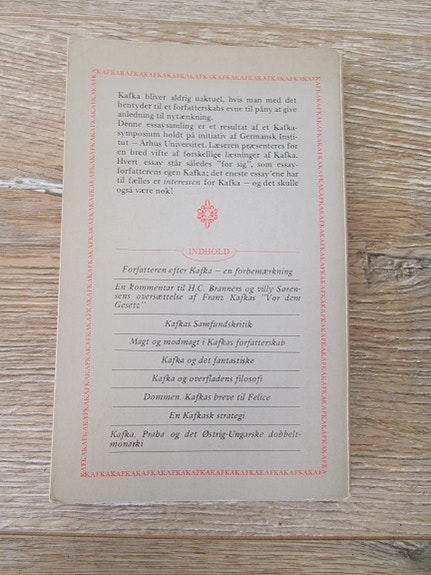 KAFKAKAFKAKAFKAKAFKAKAFKAKAFKAKAFKAKAFKAKAFKA
Kafka bliver aldrig uaktuel, hvis man med det
hentyder til et forfatterskabs evne til påny at give
anledning til nytænkning.
Denne essaysamling er et resultat af et Kafka-
symposium holdt på initiativ af Germansk Insti-
tut – Århus Universitet. Læseren præsenteres for
en bred vifte af forskellige læsninger af Kafka.
Hvert essay står således "for sig", som essay-
forfatterens egen Kafka; det eneste essay'ene har
til fælles er interessen for Kafka – og det skulle
også være nok!
INDHOLD
Forfatteren efter Kafka – en forbemærkning
En kommentar til H.C. Branners og villy Søren-
sens oversættelse af Franz Kafkas "Vor dem
Gesetz"
Kafkas Samfundskritik
Magt og modmagt i Kafkas forfatterskab
Kafka og det fantastiske
Kafka og overfladens filosofi
Dommen. Kafkas breve til Felice
En Kafkask strategi
Kafka, Praha og det Østrig-Ungarske dobbelt-
monarki